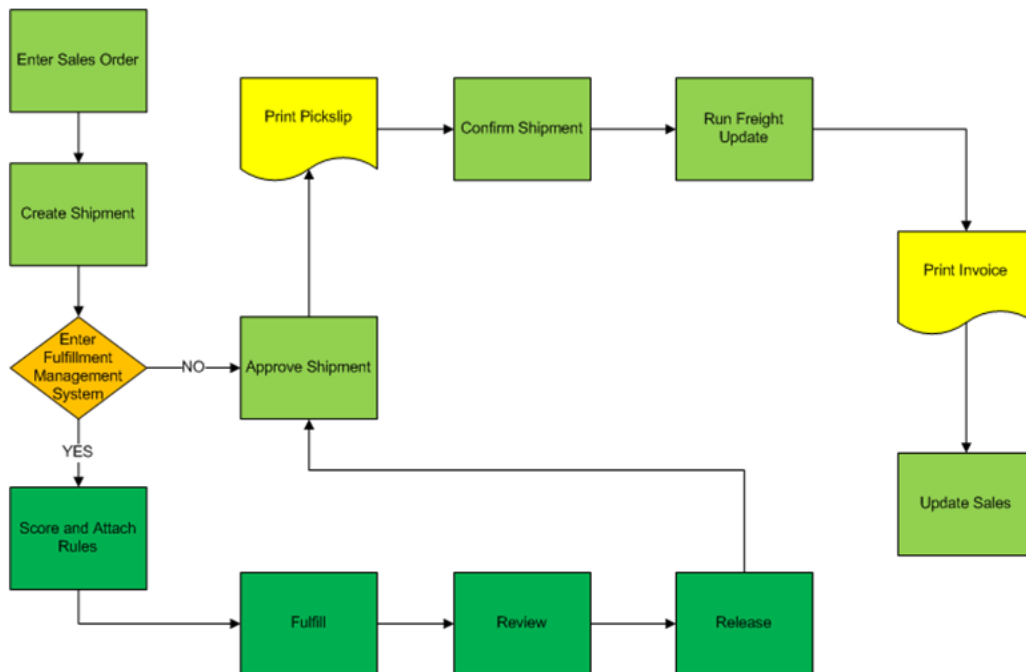 Enter Sales Order
Print Pickslip
Confirm Shipment
Run Freight
Update
Create Shipment
Print Invoice
Enter
Fulfillment
Management
System
NO
Approve Shipment
YES
Score and Attach
Rules
Update Sales
Fulfill
Review
Release